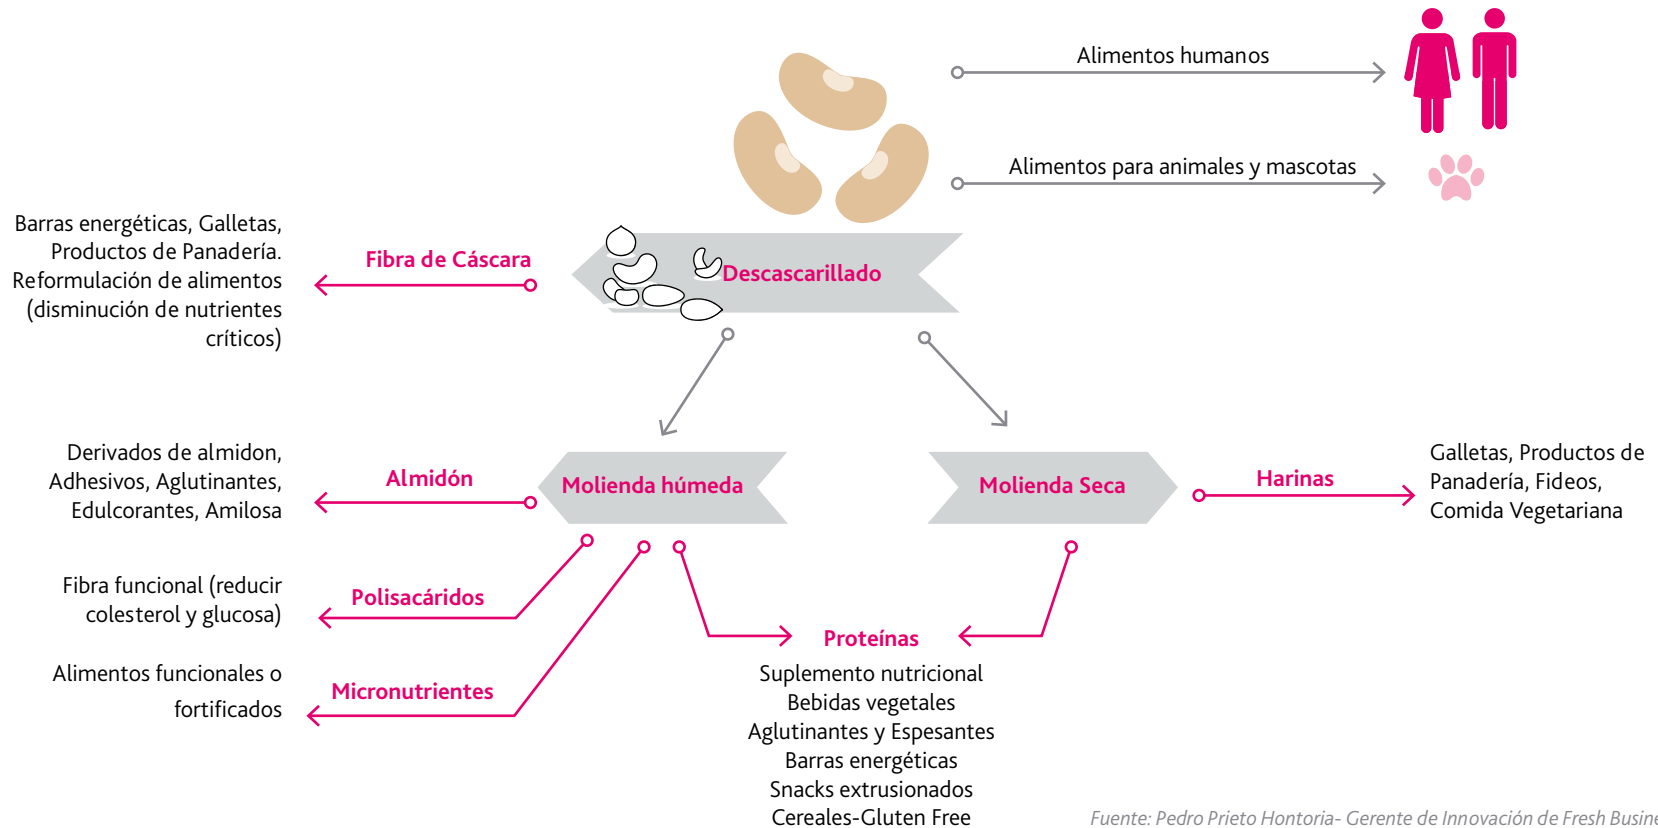 Alimentos humanos
Alimentos para animales y mascotas
Barras energéticas, Galletas,
Productos de Panadería.
Reformulación de alimentos
(disminución de nutrientes
críticos)
Fibra de Cáscara
Descascarillado
Derivados de almidon,
Adhesivos, Aglutinantes,
Edulcorantes, Amilosa
Almidón
Molienda húmeda
Molienda Seca
Harinas
Galletas, Productos de
Panadería, Fideos,
Comida Vegetariana
Fibra funcional (reducir
colesterol y glucosa)
Polisacáridos
Alimentos funcionales o
fortificados
Micronutrientes
Proteínas
Suplemento nutricional
Bebidas vegetales
Aglutinantes y Espesantes
Barras energéticas
Snacks extrusionados
Cereales-Gluten Free
Fuente: Pedro Prieto Hontoria- Gerente de Innovación de Fresh